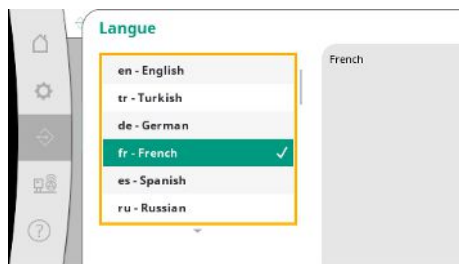 Langue
en - English
tr - Turkish
de - German
fr - French
es - Spanish
ru - Russian
French